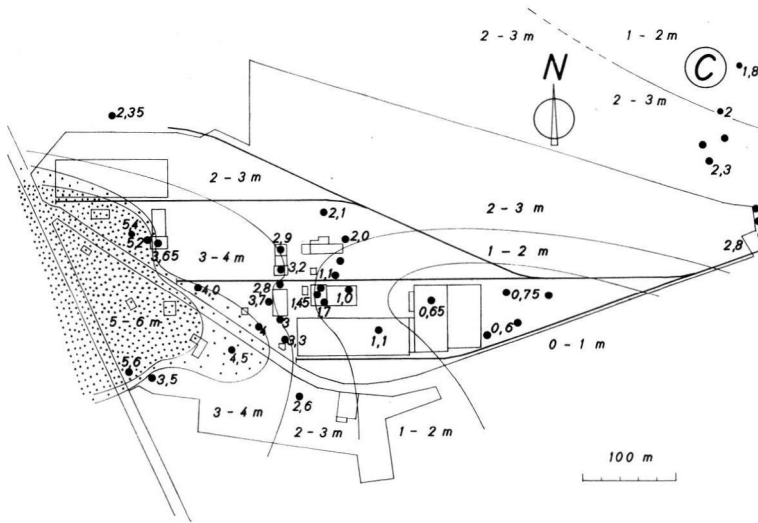 2 - 3 m
1 - 2 m
N
C
1,8
2 - 3 m
2
2,35
2,3
2 - 3 m
2,1
2 - 3 m
5,4
5,2
3,65
2,9
2,0
2,8
3 - 4 m
3,2
1 - 2 m
1,1
4,0
2,8
3,7
1,45
1,7
1,0
0,75
0,65
5 - 6 m
4
3
0,6
1,1
3,3
0 - 1 m
4,5
5,6
3,5
2,6
3 - 4 m
2 - 3 m
1 - 2 m
100 m